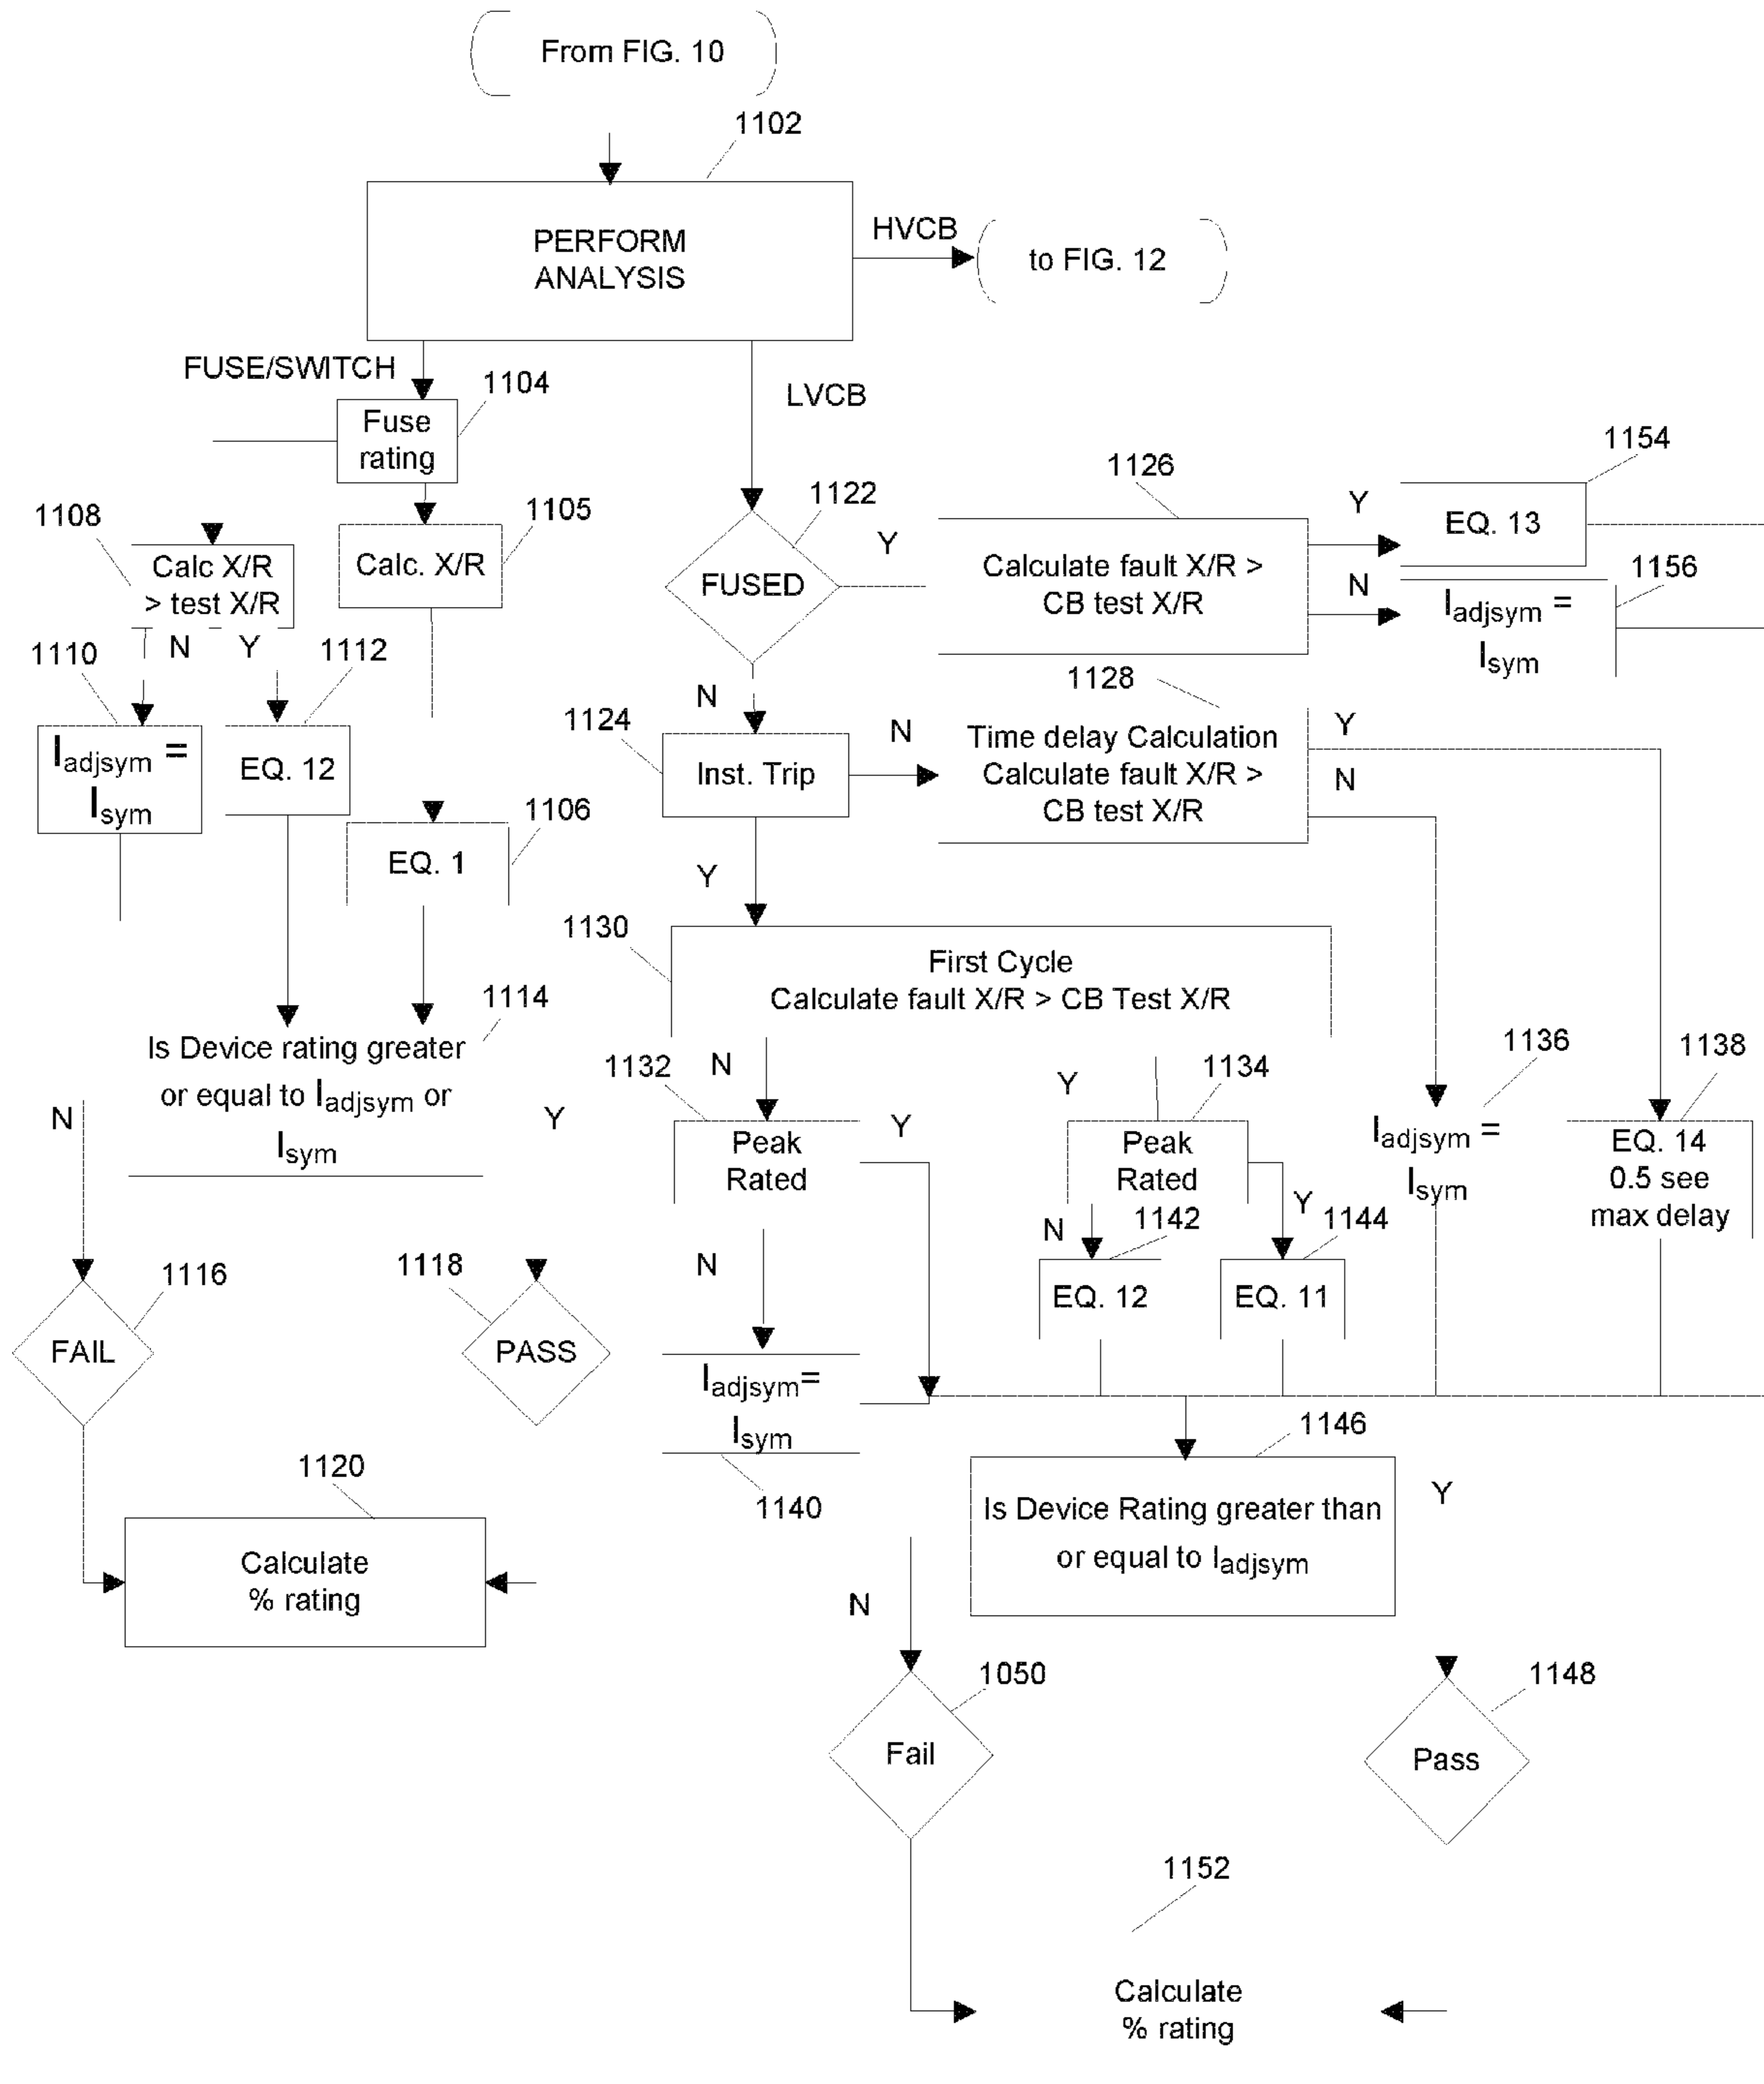 From FIG. 10
1102
PERFORM
ANALYSIS
HVCB
to FIG. 12
FUSE/SWITCH
1104
LVCB
Fuse
rating
1108
1105
Calc X/R
> test X/R
Calc. X/R
N
Y
1110
1112
Iadjsym =
Isym
EQ. 12
1106
EQ. 1
1114
Is Device rating greater
or equal to Iadjsym or
Isym
N
Y
1116
1118
FAIL
PASS
1120
Calculate
% rating
1122
FUSED
Y
1126
Calculate fault X/R >
CB test X/R
Y
1154
EQ. 13
N
1156
Iadjsym =
Isym
N
1124
Inst. Trip
N
1128
Time delay Calculation
Calculate fault X/R >
CB test X/R
Y
N
Y
1130
First Cycle
Calculate fault X/R > CB Test X/R
1132
N
Y
1134
1136
1138
Peak
Rated
Y
Peak
Rated
Iadjsym =
Isym
EQ. 14
0.5 see
max delay
N
N
1142
Y
1144
EQ. 12
EQ. 11
Iadjsym=
Isym
1140
1146
Is Device Rating greater than
or equal to Iadjsym
Y
N
1050
Fail
1148
Pass
1152
Calculate
% rating